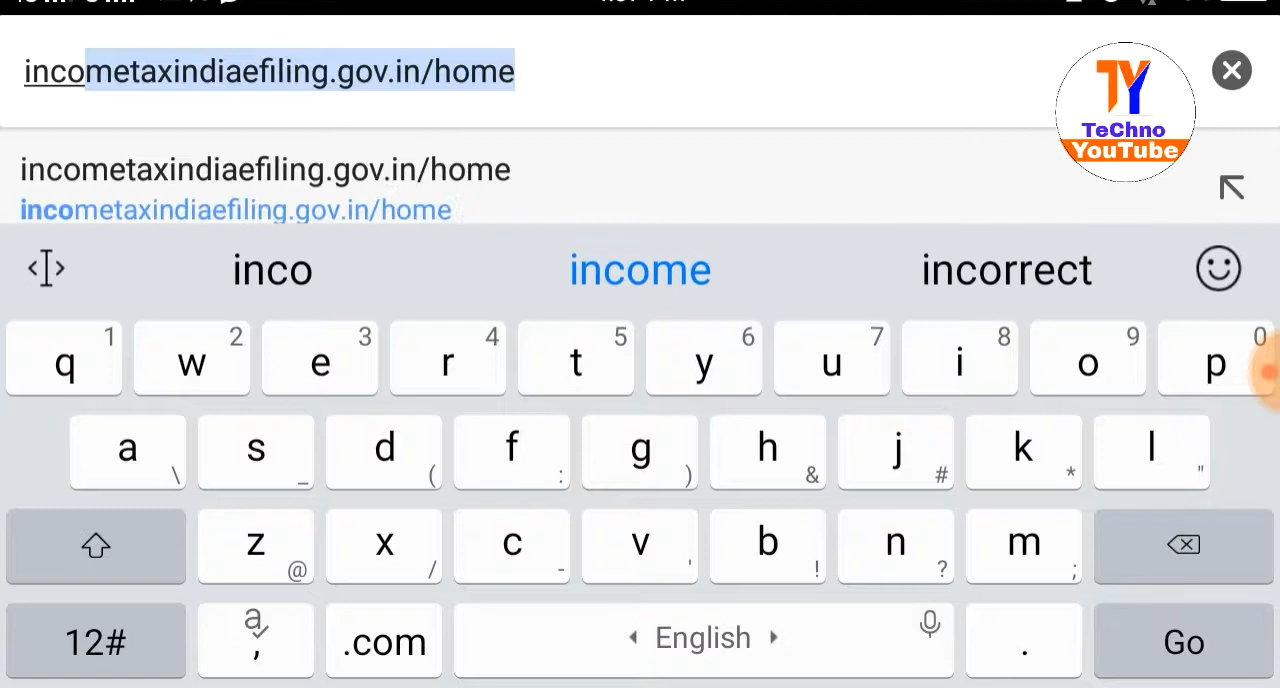 incometaxindiaefiling.gov.in/home
TY
TeChno
YouTube
incometaxindiaefiling.gov.in/home
incometaxindiaefiling.gov.in/home
inco income incorrect
1 2 3 4 5 6 7 8 9 0
q w e r t y u i o p
a s d f g h j k l
\ _ ( : ) & # * "
z x c v b n m
@ / - ' ! ? ;
12# , .com English . Go